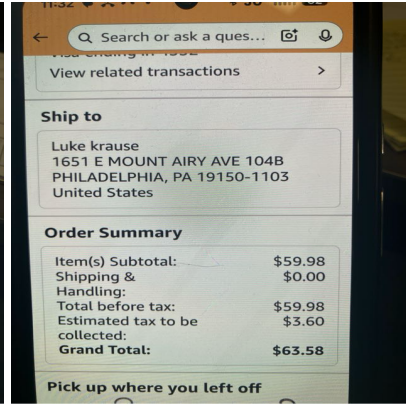 11:32
Search or ask a ques...
View related transactions
Ship to
Luke krause
1651 E MOUNT AIRY AVE 104B
PHILADELPHIA, PA 19150-1103
United States
Order Summary
Item(s) Subtotal: $59.98
Shipping & $0.00
Handling:
Total before tax: $59.98
Estimated tax to be $3.60
collected:
Grand Total: $63.58
Pick up where you left off